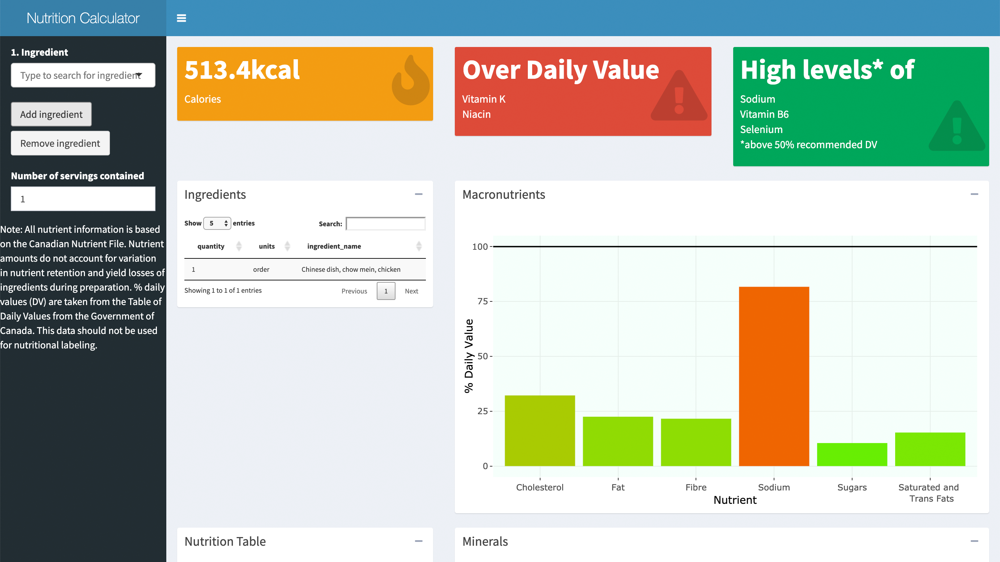 Nutrition Calculator
1. Ingredient
Type to search for ingredient
Add ingredient
Remove ingredient
Number of servings contained
1
Note: All nutrient information is based
on the Canadian Nutrient File. Nutrient
amounts do not account for variation
in nutrient retention and yield losses of
ingredients during preparation. % daily
values (DV) are taken from the Table of
Daily Values from the Government of
Canada. This data should not be used
for nutritional labeling.
513.4kcal
Calories
Over Daily Value
Vitamin K
Niacin
High levels* of
Sodium
Vitamin B6
Selenium
*above 50% recommended DV
Ingredients
Show 5 entries
Search:
quantity units ingredient_name
1 order Chinese dish, chow mein, chicken
Showing 1 to 1 of 1 entries
Previous 1 Next
Macronutrients
100
75
50
25
0
% Daily Value
Cholesterol Fat Fibre Sodium Sugars Saturated and
Trans Fats
Nutrient
Nutrition Table
Minerals